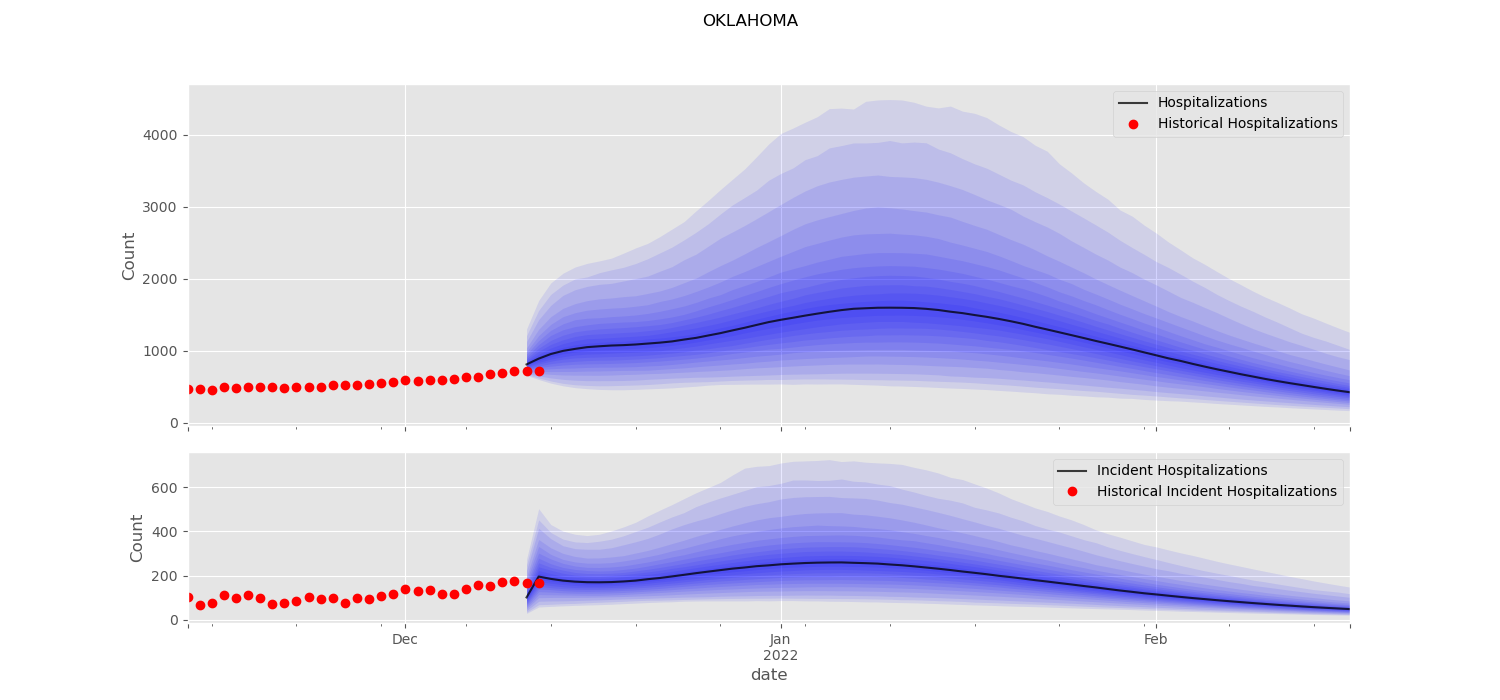 OKLAHOMA
Hospitalizations
Historical Hospitalizations
4000
3000
2000
1000
0
Count
Incident Hospitalizations
Historical Incident Hospitalizations
600
400
200
0
Count
Dec
Jan
2022
Feb
date